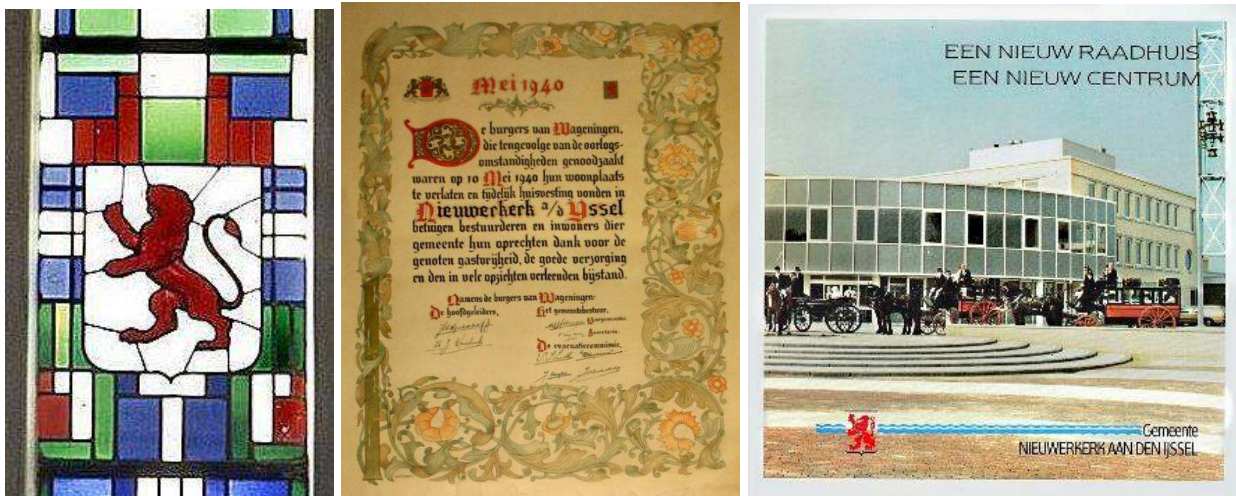 Mei 1940
De burgers van Wageningen,
die tengevolge van de oorlogs-
omstandigheden genoodzaakt
waren op 10 Mei 1940 hun woonplaats
te verlaten en tijdelijk huisvesting vonden in
Nieuwerkerk a/d Yssel
betuigen bestuurderen en inwoners dier
gemeente hun oprechten dank voor de
genoten gastvrijheid, de goede verzorging
en den in vele opzichten verleenden bijstand.
Namens de burgers van Wageningen:
De hoofdgeleiders,
Het gemeentebestuur,
Burgemeester.
Secretaris.
De evacuatiecommissie,
EEN NIEUW RAADHUIS
EEN NIEUW CENTRUM
Gemeente
NIEUWERKERK AAN DEN IJSSEL